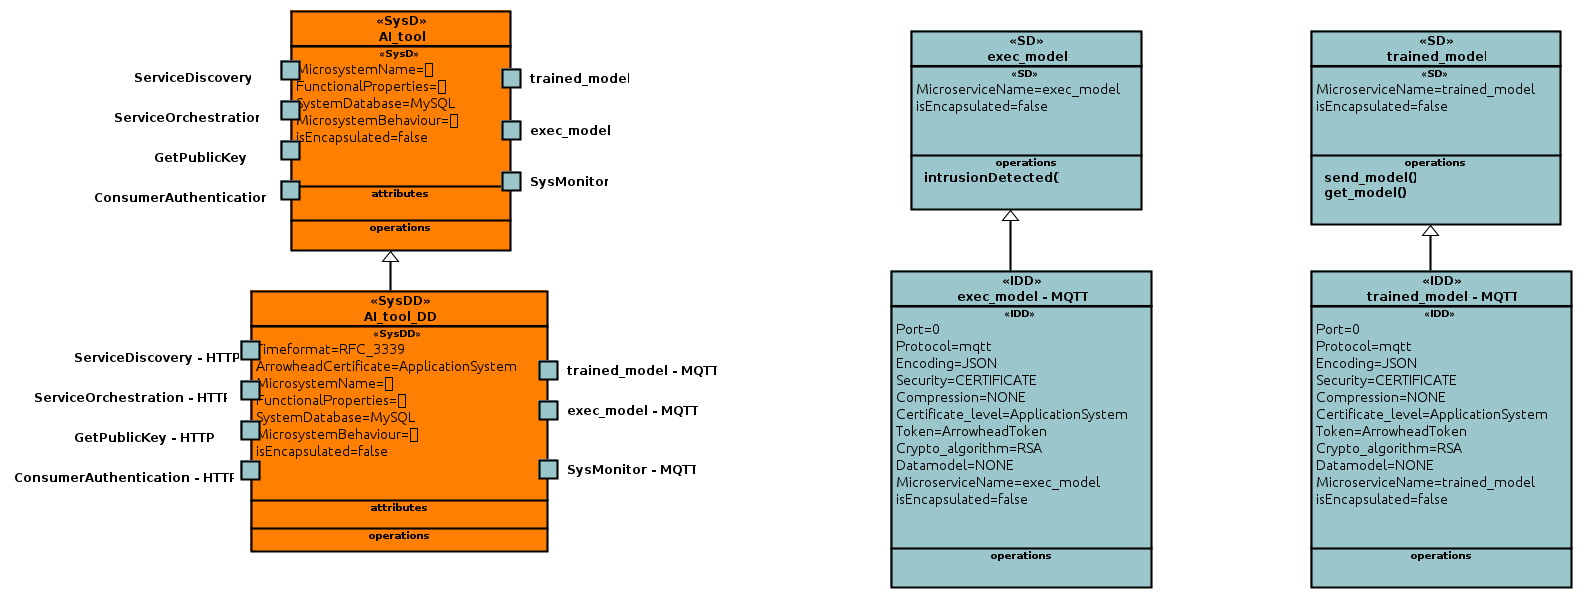 «SysD»
AI_tool
«SysD»
MicrosystemName=[]
FunctionalProperties=[]
SystemDatabase=MySQL
MicrosystemBehaviour=[]
isEncapsulated=false
attributes
operations
ServiceDiscovery
ServiceOrchestration
GetPublicKey
ConsumerAuthentication
trained_model
exec_model
SysMonitor
«SysDD»
AI_tool_DD
«SysDD»
Timeformat=RFC_3339
ArrowheadCertificate=ApplicationSystem
MicrosystemName=[]
FunctionalProperties=[]
SystemDatabase=MySQL
MicrosystemBehaviour=[]
isEncapsulated=false
attributes
operations
ServiceDiscovery - HTTP
ServiceOrchestration - HTTP
GetPublicKey - HTTP
ConsumerAuthentication - HTTP
trained_model - MQTT
exec_model - MQTT
SysMonitor - MQTT
«SD»
exec_model
«SD»
MicroserviceName=exec_model
isEncapsulated=false
operations
intrusionDetected(
«IDD»
exec_model - MQTT
«IDD»
Port=0
Protocol=mqtt
Encoding=JSON
Security=CERTIFICATE
Compression=NONE
Certificate_level=ApplicationSystem
Token=ArrowheadToken
Crypto_algorithm=RSA
Datamodel=NONE
MicroserviceName=exec_model
isEncapsulated=false
operations
«SD»
trained_model
«SD»
MicroserviceName=trained_model
isEncapsulated=false
operations
send_model()
get_model()
«IDD»
trained_model - MQTT
«IDD»
Port=0
Protocol=mqtt
Encoding=JSON
Security=CERTIFICATE
Compression=NONE
Certificate_level=ApplicationSystem
Token=ArrowheadToken
Crypto_algorithm=RSA
Datamodel=NONE
MicroserviceName=trained_model
isEncapsulated=false
operations